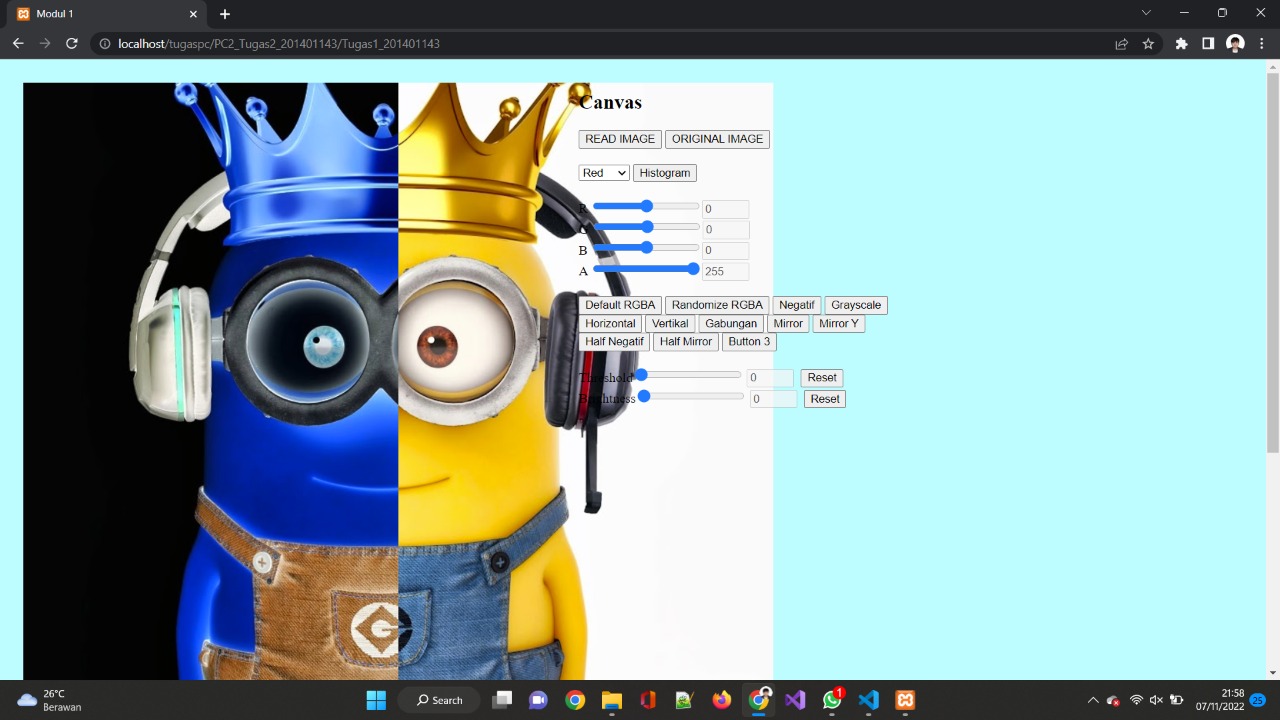 Modul 1
localhost/tugaspc/PC2_Tugas2_201401143/Tugas1_201401143
Canvas
READ IMAGE ORIGINAL IMAGE
Red Histogram
R 0
G 0
B 0
A 255
Default RGBA Randomize RGBA Negatif Grayscale
Horizontal Vertikal Gabungan Mirror Mirror Y
Half Negatif Half Mirror Button 3
Threshold 0 Reset
Brightness 0 Reset
26°C
Berawan
Search
1
21:58
07/11/2022
25